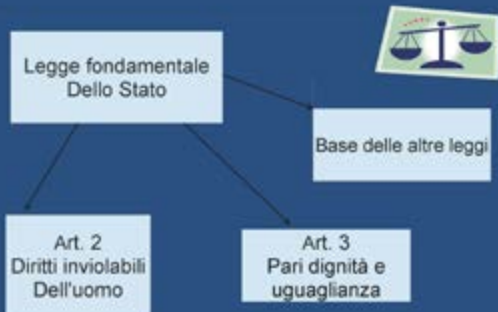 Legge fondamentale
Dello Stato
Base delle altre leggi
Art. 2
Diritti inviolabili
Dell'uomo
Art. 3
Pari dignità e
uguaglianza